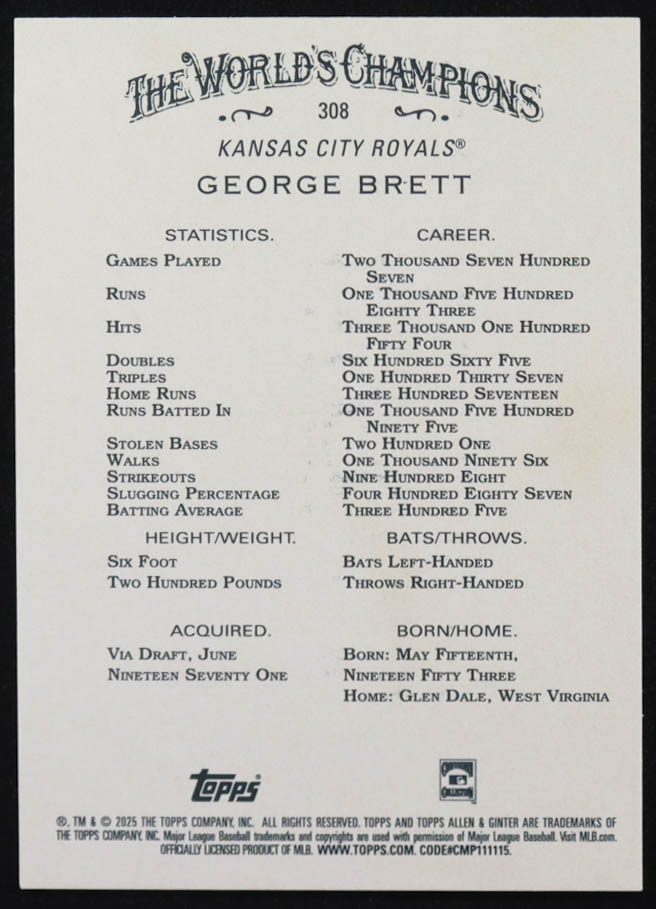 THE WORLD'S CHAMPIONS
308
KANSAS CITY ROYALS®
GEORGE BRETT
STATISTICS. CAREER.
GAMES PLAYED TWO THOUSAND SEVEN HUNDRED
SEVEN
RUNS ONE THOUSAND FIVE HUNDRED
EIGHTY THREE
HITS THREE THOUSAND ONE HUNDRED
FIFTY FOUR
DOUBLES SIX HUNDRED SIXTY FIVE
TRIPLES ONE HUNDRED THIRTY SEVEN
HOME RUNS THREE HUNDRED SEVENTEEN
RUNS BATTED IN ONE THOUSAND FIVE HUNDRED
NINETY FIVE
STOLEN BASES TWO HUNDRED ONE
WALKS ONE THOUSAND NINETY SIX
STRIKEOUTS NINE HUNDRED EIGHT
SLUGGING PERCENTAGE FOUR HUNDRED EIGHTY SEVEN
BATTING AVERAGE THREE HUNDRED FIVE
HEIGHT/WEIGHT. BATS/THROWS.
SIX FOOT BATS LEFT-HANDED
TWO HUNDRED POUNDS THROWS RIGHT-HANDED
ACQUIRED. BORN/HOME.
VIA DRAFT, JUNE BORN: MAY FIFTEENTH,
NINETEEN SEVENTY ONE NINETEEN FIFTY THREE
HOME: GLEN DALE, WEST VIRGINIA
TOPPS®
®, TM & © 2025 THE TOPPS COMPANY, INC. ALL RIGHTS RESERVED. TOPPS AND TOPPS ALLEN & GINTER ARE TRADEMARKS OF
THE TOPPS COMPANY, INC. Major League Baseball trademarks and copyrights are used with permission of Major League Baseball. Visit MLB.com.
OFFICIALLY LICENSED PRODUCT OF MLB. WWW.TOPPS.COM. CODE#CMP111115.